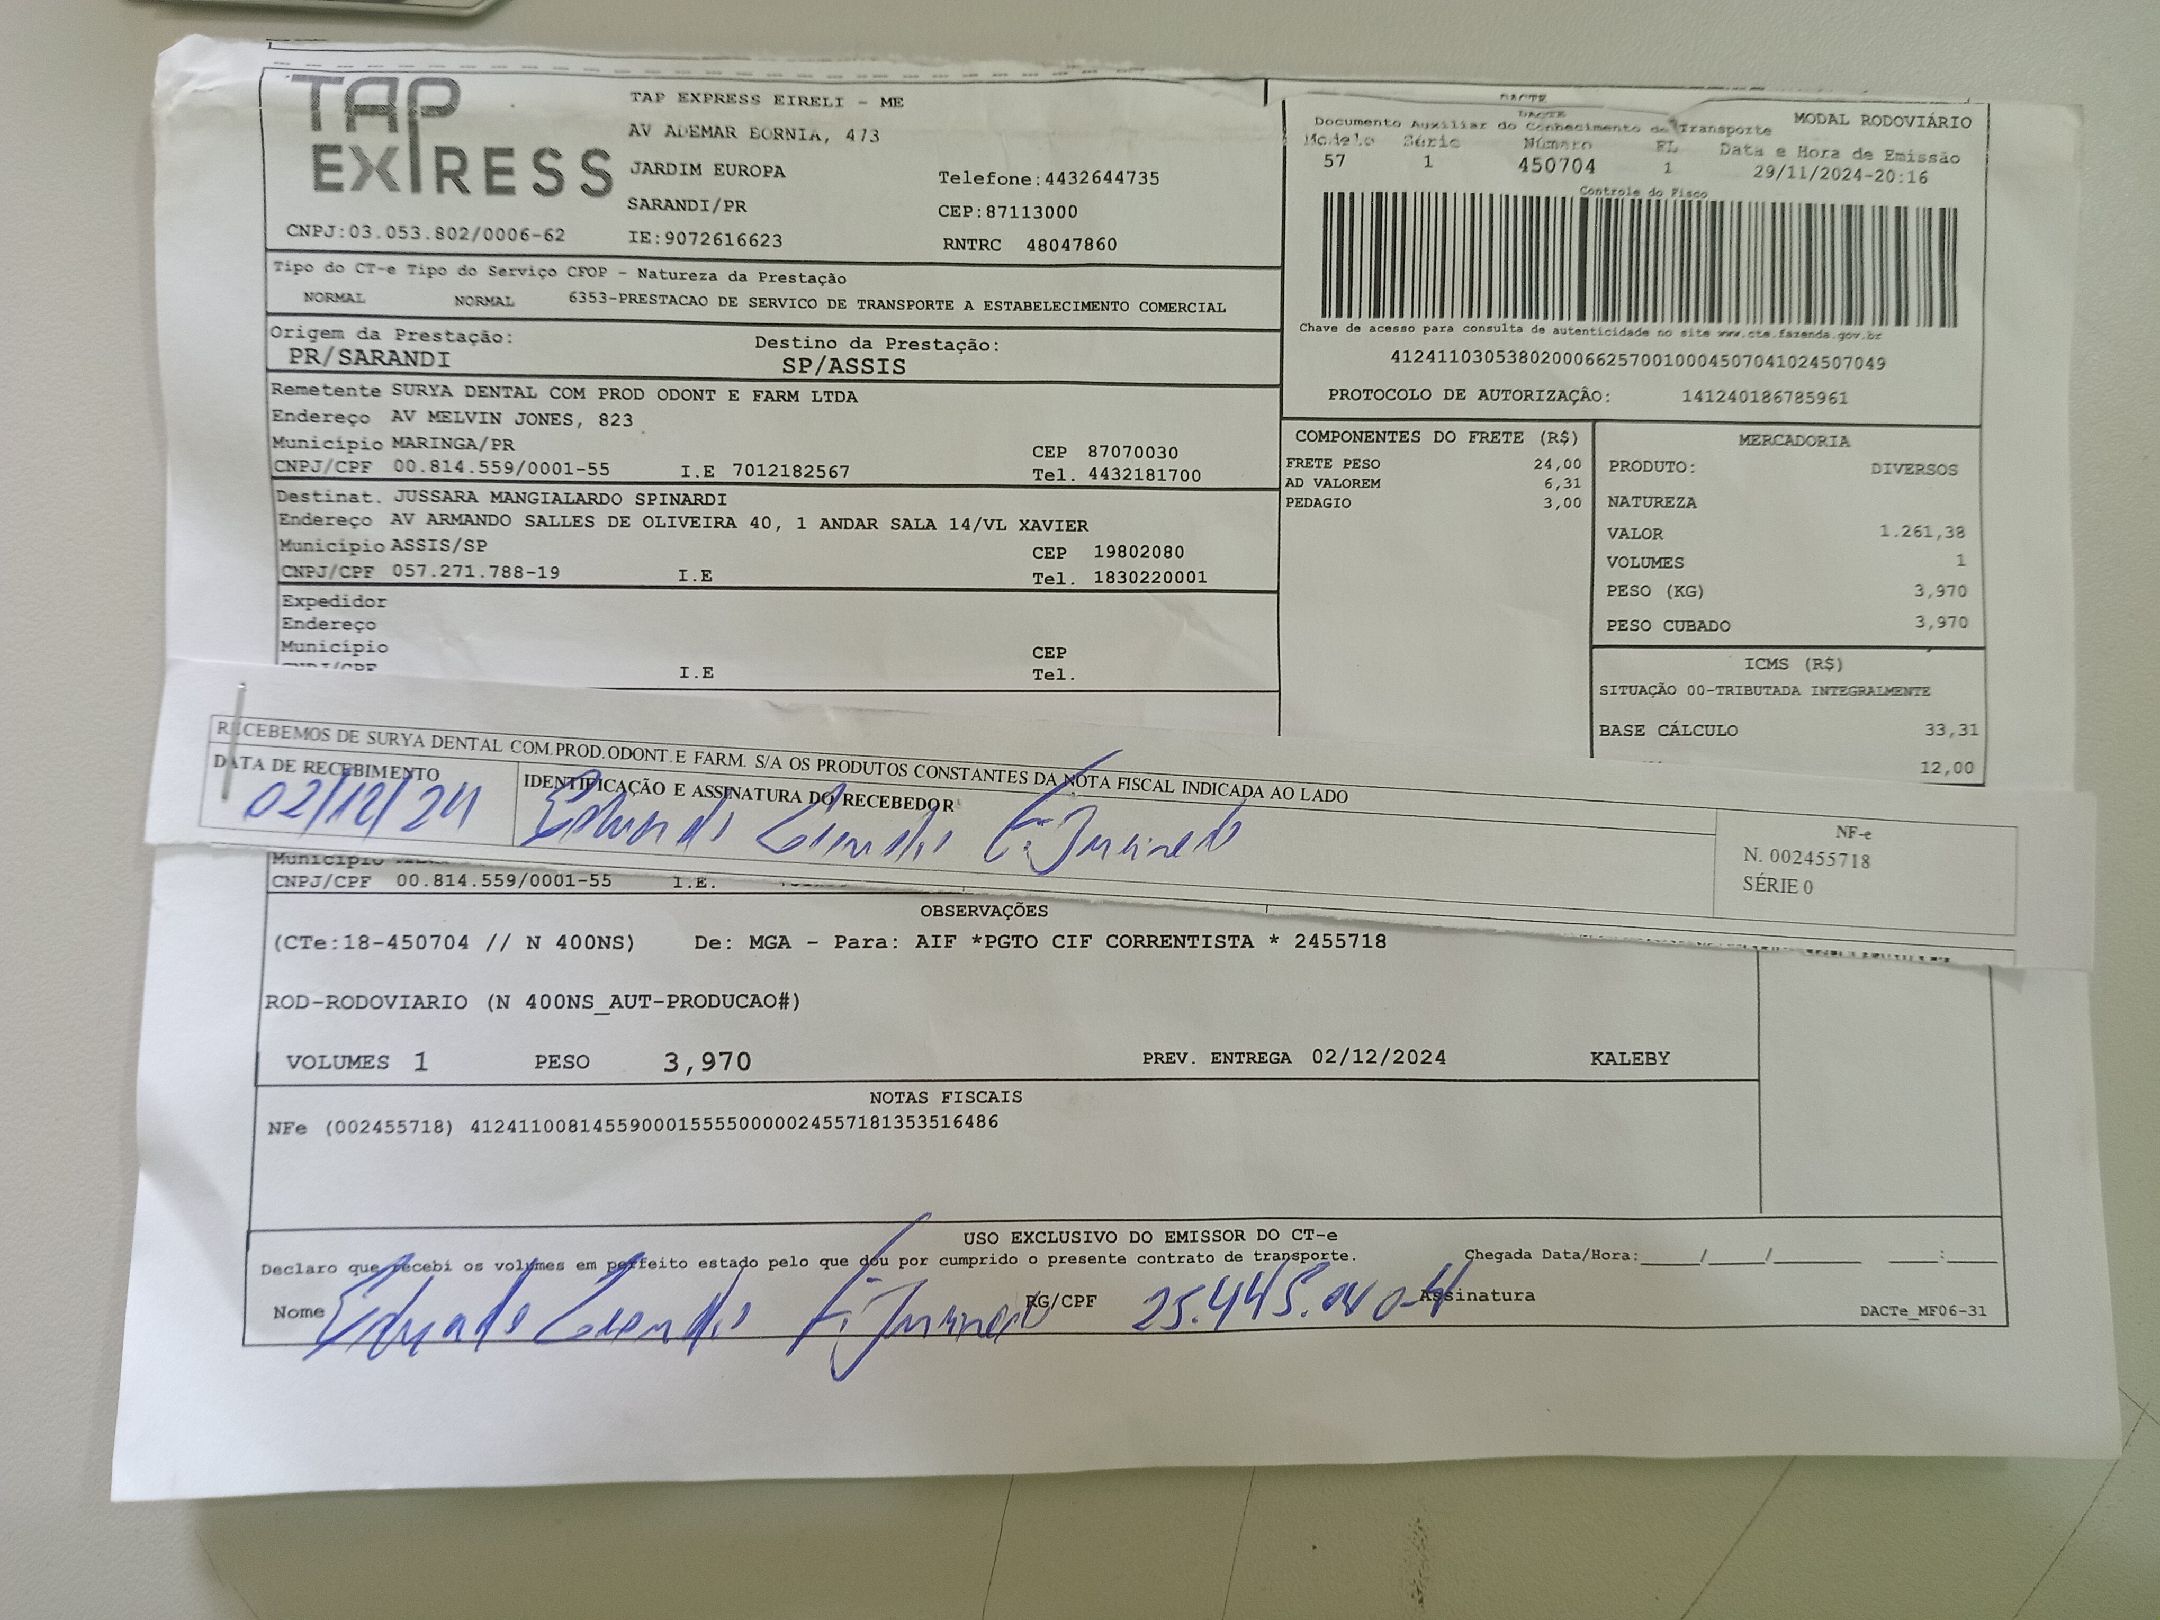 TAP EXPRESS
TAP EXPRESS EIRELI - ME
AV ADEMAR BORNIA, 473
JARDIM EUROPA
Telefone:4432644735
SARANDI/PR
CEP:87113000
CNPJ:03.053.802/0006-62
IE:9072616623
RNTRC 48047860
DACTE
DACTE
MODAL RODOVIÁRIO
Documento Auxiliar do Conhecimento de Transporte
Modelo Série Número FL Data e Hora de Emissão
57 1 450704 1 29/11/2024-20:16
Controle do Fisco
Chave de acesso para consulta de autenticidade no site www.cte.fazenda.gov.br
41241103053802000662570010004507041024507049
PROTOCOLO DE AUTORIZAÇÂO: 141240186785961
Tipo do CT-e Tipo do Serviço CFOP - Natureza da Prestação
NORMAL NORMAL 6353-PRESTACAO DE SERVICO DE TRANSPORTE A ESTABELECIMENTO COMERCIAL
Origem da Prestação: Destino da Prestação:
PR/SARANDI SP/ASSIS
Remetente SURYA DENTAL COM PROD ODONT E FARM LTDA
Endereço AV MELVIN JONES, 823
Município MARINGA/PR CEP 87070030
CNPJ/CPF 00.814.559/0001-55 I.E 7012182567 Tel. 4432181700
Destinat. JUSSARA MANGIALARDO SPINARDI
Endereço AV ARMANDO SALLES DE OLIVEIRA 40, 1 ANDAR SALA 14/VL XAVIER
Município ASSIS/SP CEP 19802080
CNPJ/CPF 057.271.788-19 I.E Tel. 1830220001
Expedidor
Endereço
Município CEP
CNPJ/CPF I.E Tel.
COMPONENTES DO FRETE (R$)
FRETE PESO 24,00
AD VALOREM 6,31
PEDAGIO 3,00
MERCADORIA
PRODUTO: DIVERSOS
NATUREZA
VALOR 1.261,38
VOLUMES 1
PESO (KG) 3,970
PESO CUBADO 3,970
ICMS (R$)
SITUAÇÃO 00-TRIBUTADA INTEGRALMENTE
BASE CÁLCULO 33,31
12,00
RECEBEMOS DE SURYA DENTAL COM.PROD.ODONT.E FARM. S/A OS PRODUTOS CONSTANTES DA NOTA FISCAL INDICADA AO LADO
DATA DE RECEBIMENTO IDENTIFICAÇÃO E ASSINATURA DO RECEBEDOR
02/12/24 Eduardo
NF-e
N. 002455718
SÉRIE 0
Município
CNPJ/CPF 00.814.559/0001-55 I.E.
OBSERVAÇÕES
(CTe:18-450704 // N 400NS) De: MGA - Para: AIF *PGTO CIF CORRENTISTA * 2455718
ROD-RODOVIARIO (N 400NS_AUT-PRODUCAO#)
VOLUMES 1 PESO 3,970 PREV. ENTREGA 02/12/2024 KALEBY
NOTAS FISCAIS
NFe (002455718) 41241100814559000155550000024557181353516486
USO EXCLUSIVO DO EMISSOR DO CT-e
Declaro que recebi os volumes em perfeito estado pelo que dou por cumprido o presente contrato de transporte. Chegada Data/Hora:____/____/______ ____:____
Nome Eduardo RG/CPF Assinatura
DACTe_MF06-31